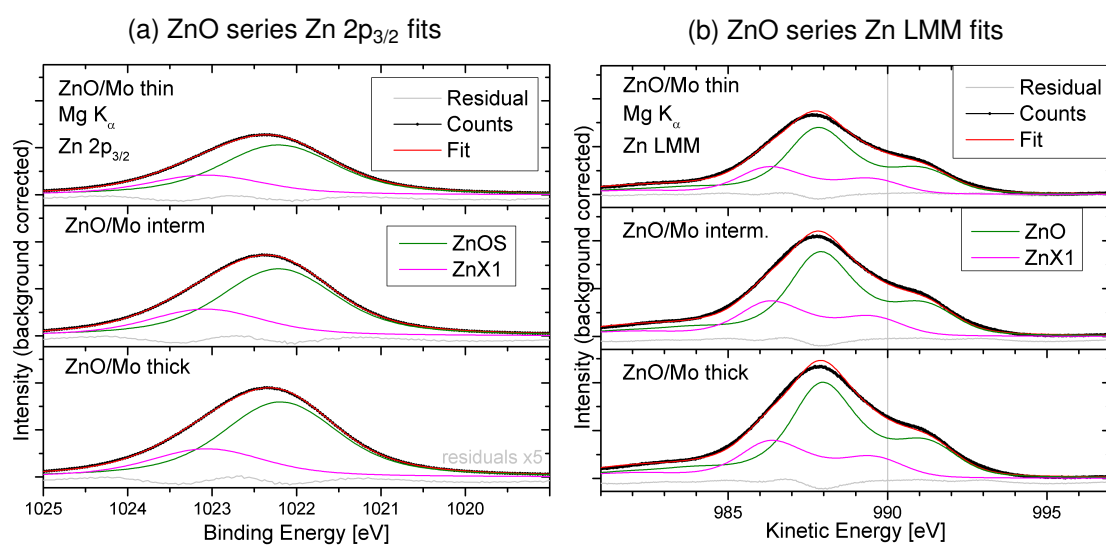 (a) ZnO series Zn 2p3/2 fits
ZnO/Mo thin
Mg Kα
Zn 2p3/2
Residual
Counts
Fit
ZnO/Mo interm
ZnOS
ZnX1
ZnO/Mo thick
residuals x5
Intensity (background corrected)
1025 1024 1023 1022 1021 1020
Binding Energy [eV]
(b) ZnO series Zn LMM fits
ZnO/Mo thin
Mg Kα
Zn LMM
Residual
Counts
Fit
ZnO/Mo interm.
ZnO
ZnX1
ZnO/Mo thick
Intensity (background corrected)
985 990 995
Kinetic Energy [eV]